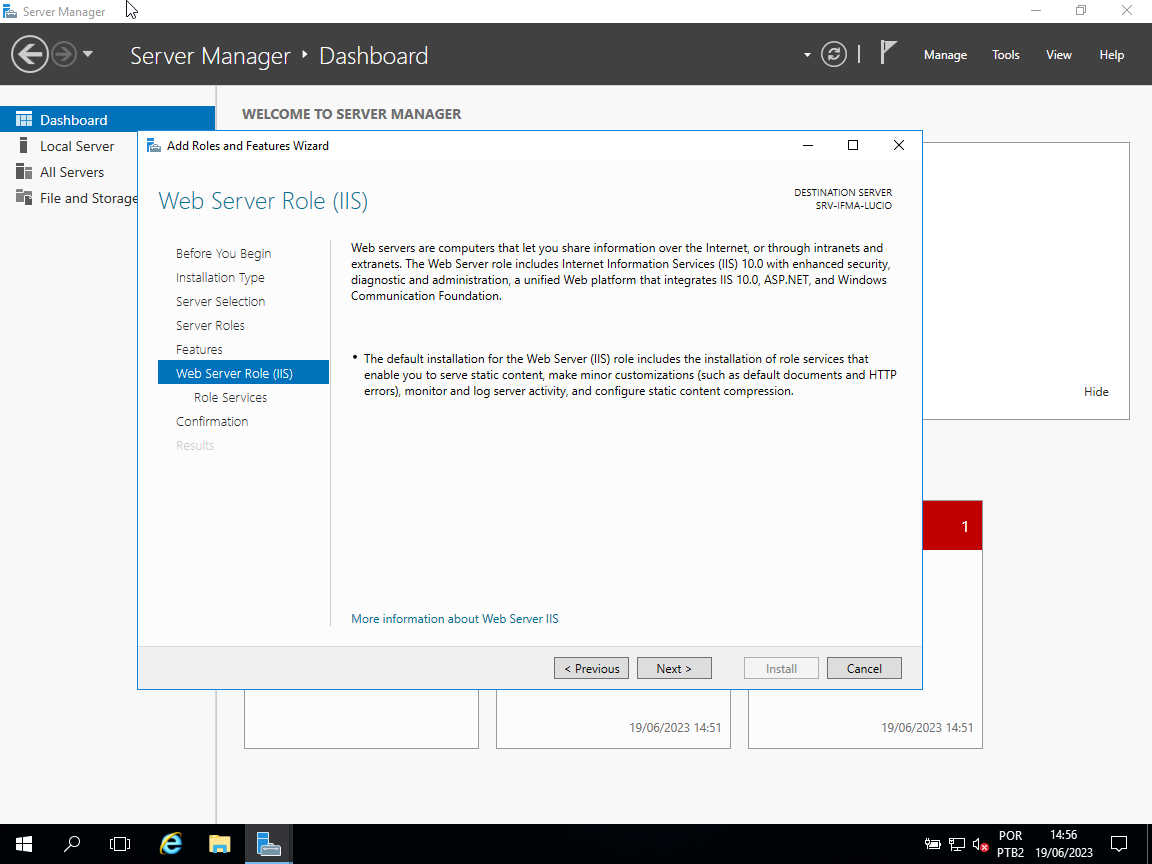 Server Manager
Server Manager
Dashboard
Manage
Tools
View
Help
Dashboard
Local Server
All Servers
File and Storage
WELCOME TO SERVER MANAGER
Add Roles and Features Wizard
Web Server Role (IIS)
DESTINATION SERVER
SRV-IFMA-LUCIO
Before You Begin
Installation Type
Server Selection
Server Roles
Features
Web Server Role (IIS)
Role Services
Confirmation
Results
Web servers are computers that let you share information over the Internet, or through intranets and
extranets. The Web Server role includes Internet Information Services (IIS) 10.0 with enhanced security,
diagnostic and administration, a unified Web platform that integrates IIS 10.0, ASP.NET, and Windows
Communication Foundation.
• The default installation for the Web Server (IIS) role includes the installation of role services that
enable you to serve static content, make minor customizations (such as default documents and HTTP
errors), monitor and log server activity, and configure static content compression.
More information about Web Server IIS
< Previous
Next >
Install
Cancel
Hide
1
19/06/2023 14:51
19/06/2023 14:51
POR
PTB2
14:56
19/06/2023